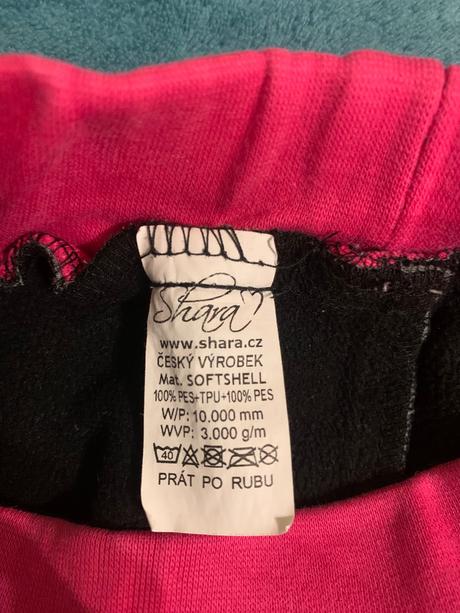 Shara
www.shara.cz
ČESKÝ VÝROBEK
Mat. SOFTSHELL
100% PES+TPU+100% PES
W/P: 10.000 mm
WVP: 3.000 g/m
40
PRÁT PO RUBU